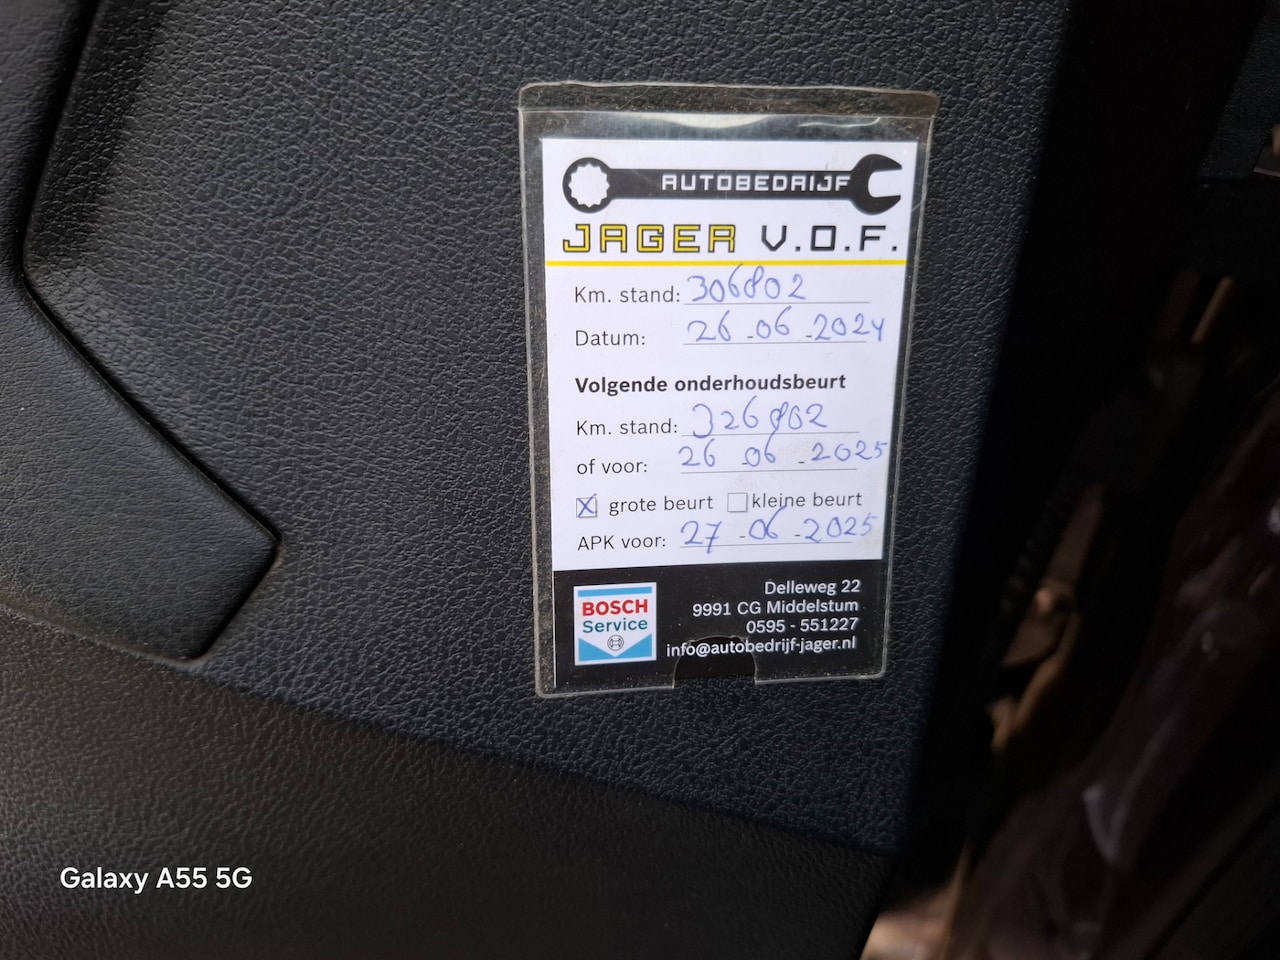 AUTOBEDRIJF
JAGER V.O.F.
Km. stand: 306802
Datum: 26-06-2024
Volgende onderhoudsbeurt
Km. stand: 326802
of voor: 26-06-2025
X grote beurt kleine beurt
APK voor: 27-06-2025
BOSCH
Service
Delleweg 22
9991 CG Middelstum
0595 - 551227
info@autobedrijf-jager.nl
Galaxy A55 5G